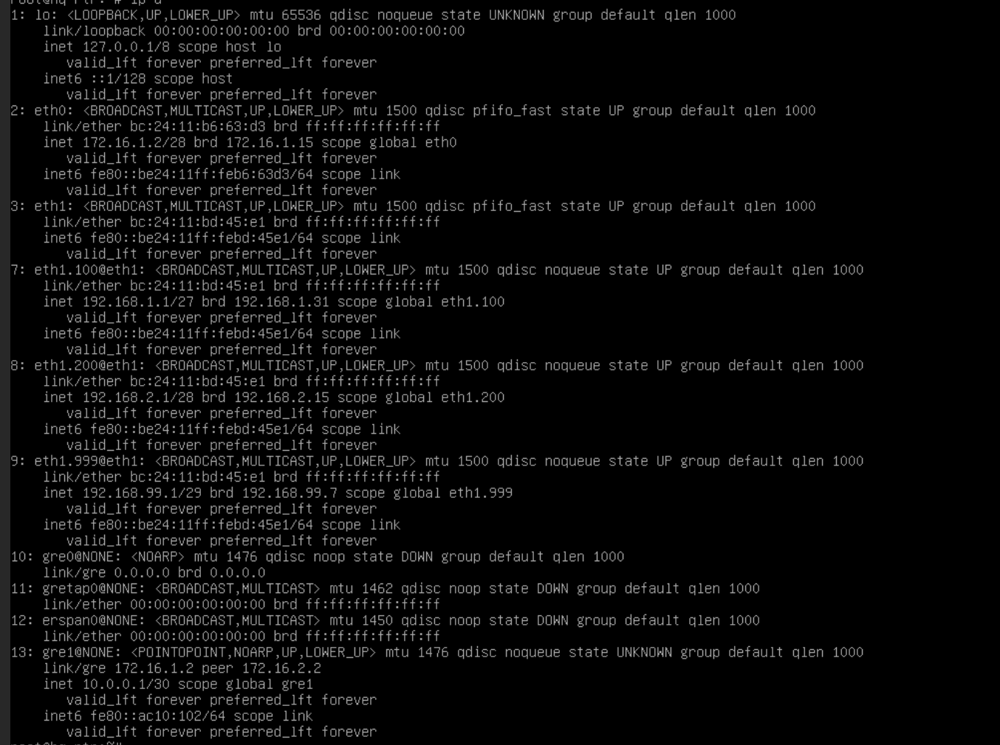 # ip a
1: lo: <LOOPBACK,UP,LOWER_UP> mtu 65536 qdisc noqueue state UNKNOWN group default qlen 1000
link/loopback 00:00:00:00:00:00 brd 00:00:00:00:00:00
inet 127.0.0.1/8 scope host lo
valid_lft forever preferred_lft forever
inet6 ::1/128 scope host
valid_lft forever preferred_lft forever
2: eth0: <BROADCAST,MULTICAST,UP,LOWER_UP> mtu 1500 qdisc pfifo_fast state UP group default qlen 1000
link/ether bc:24:11:b6:63:d3 brd ff:ff:ff:ff:ff:ff
inet 172.16.1.2/28 brd 172.16.1.15 scope global eth0
valid_lft forever preferred_lft forever
inet6 fe80::be24:11ff:feb6:63d3/64 scope link
valid_lft forever preferred_lft forever
3: eth1: <BROADCAST,MULTICAST,UP,LOWER_UP> mtu 1500 qdisc pfifo_fast state UP group default qlen 1000
link/ether bc:24:11:bd:45:e1 brd ff:ff:ff:ff:ff:ff
inet6 fe80::be24:11ff:febd:45e1/64 scope link
valid_lft forever preferred_lft forever
7: eth1.100@eth1: <BROADCAST,MULTICAST,UP,LOWER_UP> mtu 1500 qdisc noqueue state UP group default qlen 1000
link/ether bc:24:11:bd:45:e1 brd ff:ff:ff:ff:ff:ff
inet 192.168.1.1/27 brd 192.168.1.31 scope global eth1.100
valid_lft forever preferred_lft forever
inet6 fe80::be24:11ff:febd:45e1/64 scope link
valid_lft forever preferred_lft forever
8: eth1.200@eth1: <BROADCAST,MULTICAST,UP,LOWER_UP> mtu 1500 qdisc noqueue state UP group default qlen 1000
link/ether bc:24:11:bd:45:e1 brd ff:ff:ff:ff:ff:ff
inet 192.168.2.1/28 brd 192.168.2.15 scope global eth1.200
valid_lft forever preferred_lft forever
inet6 fe80::be24:11ff:febd:45e1/64 scope link
valid_lft forever preferred_lft forever
9: eth1.999@eth1: <BROADCAST,MULTICAST,UP,LOWER_UP> mtu 1500 qdisc noqueue state UP group default qlen 1000
link/ether bc:24:11:bd:45:e1 brd ff:ff:ff:ff:ff:ff
inet 192.168.99.1/29 brd 192.168.99.7 scope global eth1.999
valid_lft forever preferred_lft forever
inet6 fe80::be24:11ff:febd:45e1/64 scope link
valid_lft forever preferred_lft forever
10: gre0@NONE: <NOARP> mtu 1476 qdisc noop state DOWN group default qlen 1000
link/gre 0.0.0.0 brd 0.0.0.0
11: gretap0@NONE: <BROADCAST,MULTICAST> mtu 1462 qdisc noop state DOWN group default qlen 1000
link/ether 00:00:00:00:00:00 brd ff:ff:ff:ff:ff:ff
12: erspan0@NONE: <BROADCAST,MULTICAST> mtu 1450 qdisc noop state DOWN group default qlen 1000
link/ether 00:00:00:00:00:00 brd ff:ff:ff:ff:ff:ff
13: gre1@NONE: <POINTOPOINT,NOARP,UP,LOWER_UP> mtu 1476 qdisc noqueue state UNKNOWN group default qlen 1000
link/gre 172.16.1.2 peer 172.16.2.2
inet 10.0.0.1/30 scope global gre1
valid_lft forever preferred_lft forever
inet6 fe80::ac10:102/64 scope link
valid_lft forever preferred_lft forever